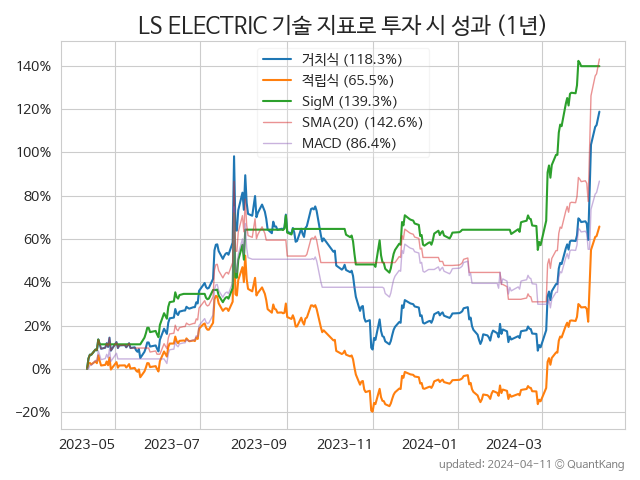 LS ELECTRIC 기술 지표로 투자 시 성과 (1년)
거치식 (118.3%)
적립식 (65.5%)
SigM (139.3%)
SMA(20) (142.6%)
MACD (86.4%)
140%
120%
100%
80%
60%
40%
20%
0%
−20%
2023-05 2023-07 2023-09 2023-11 2024-01 2024-03
updated: 2024-04-11 © QuantKang